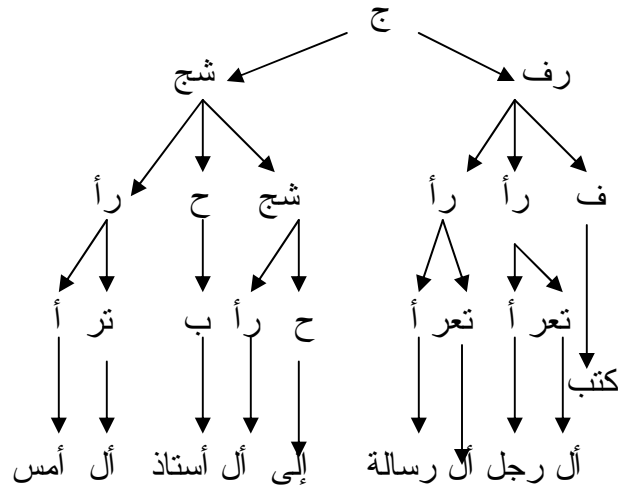 ج
رف شج
ف رأ رأ شج ح رأ
تعر أ تعر أ ح رأ ب تر أ
كتب
أل رجل أل رسالة إلى أل أستاذ أل أمس